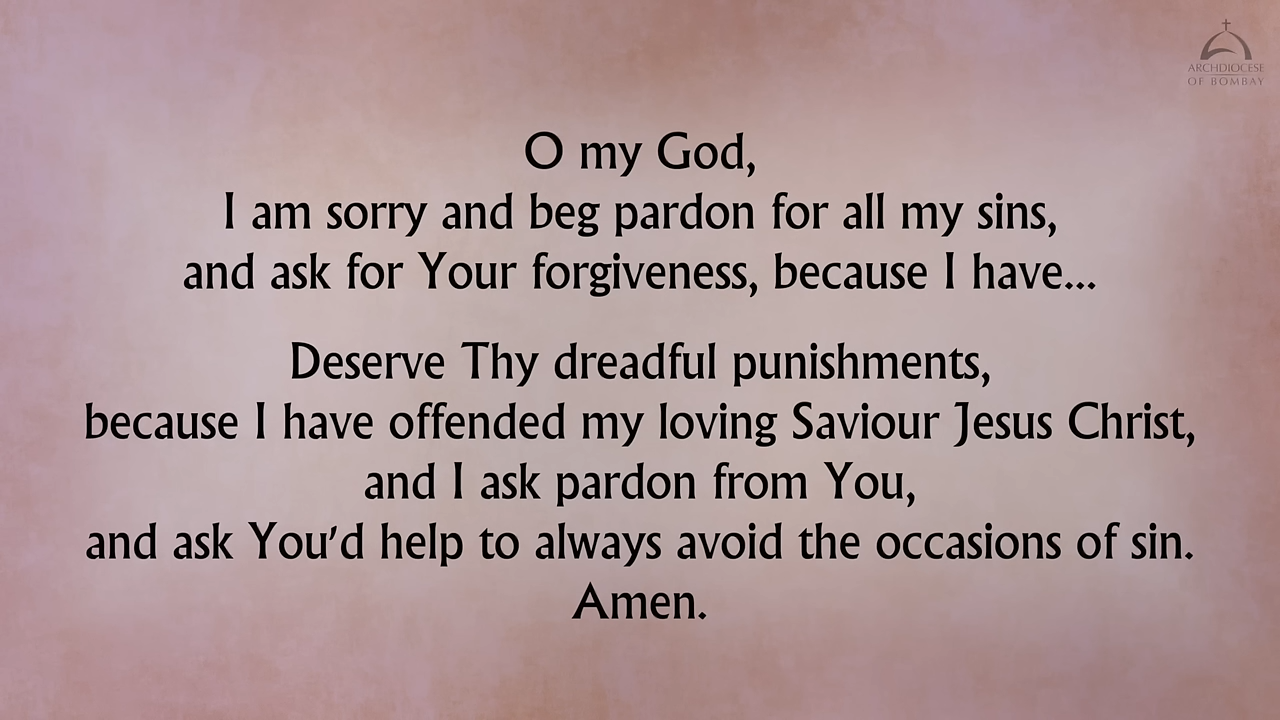 ARCHDIOCESE
OF BOMBAY
O my God,
I am sorry and beg pardon for all my sins,
and ask for Your forgiveness, because I have...
Deserve Thy dreadful punishments,
because I have offended my loving Saviour Jesus Christ,
and I ask pardon from You,
and ask You’d help to always avoid the occasions of sin.
Amen.